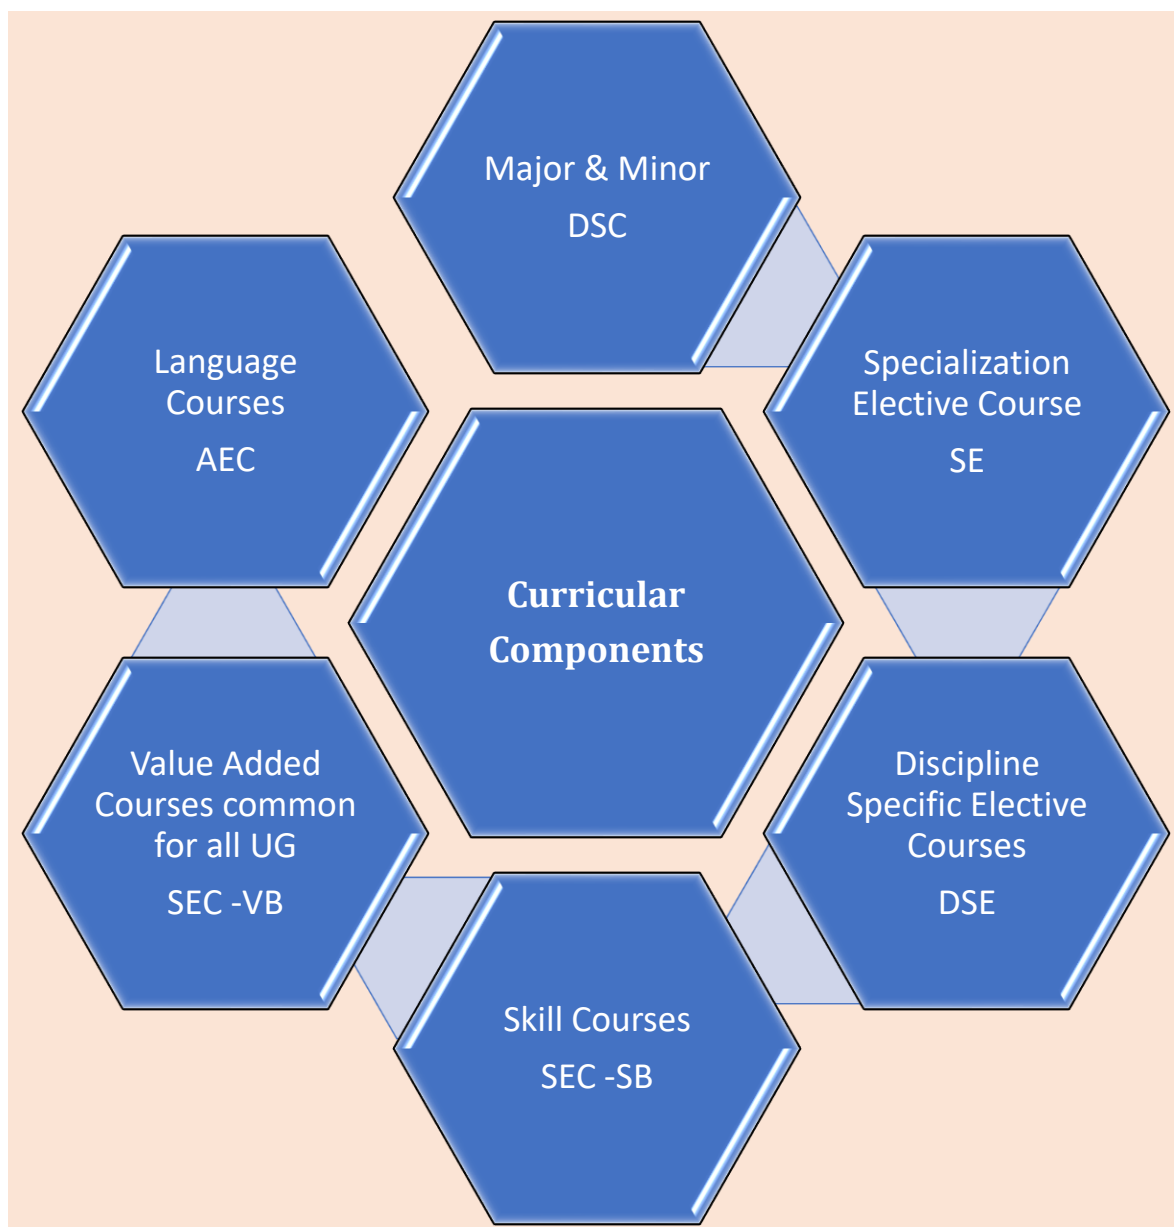 Major & Minor
DSC
Language
Courses
AEC
Specialization
Elective Course
SE
Curricular
Components
Value Added
Courses common
for all UG
SEC -VB
Discipline
Specific Elective
Courses
DSE
Skill Courses
SEC -SB